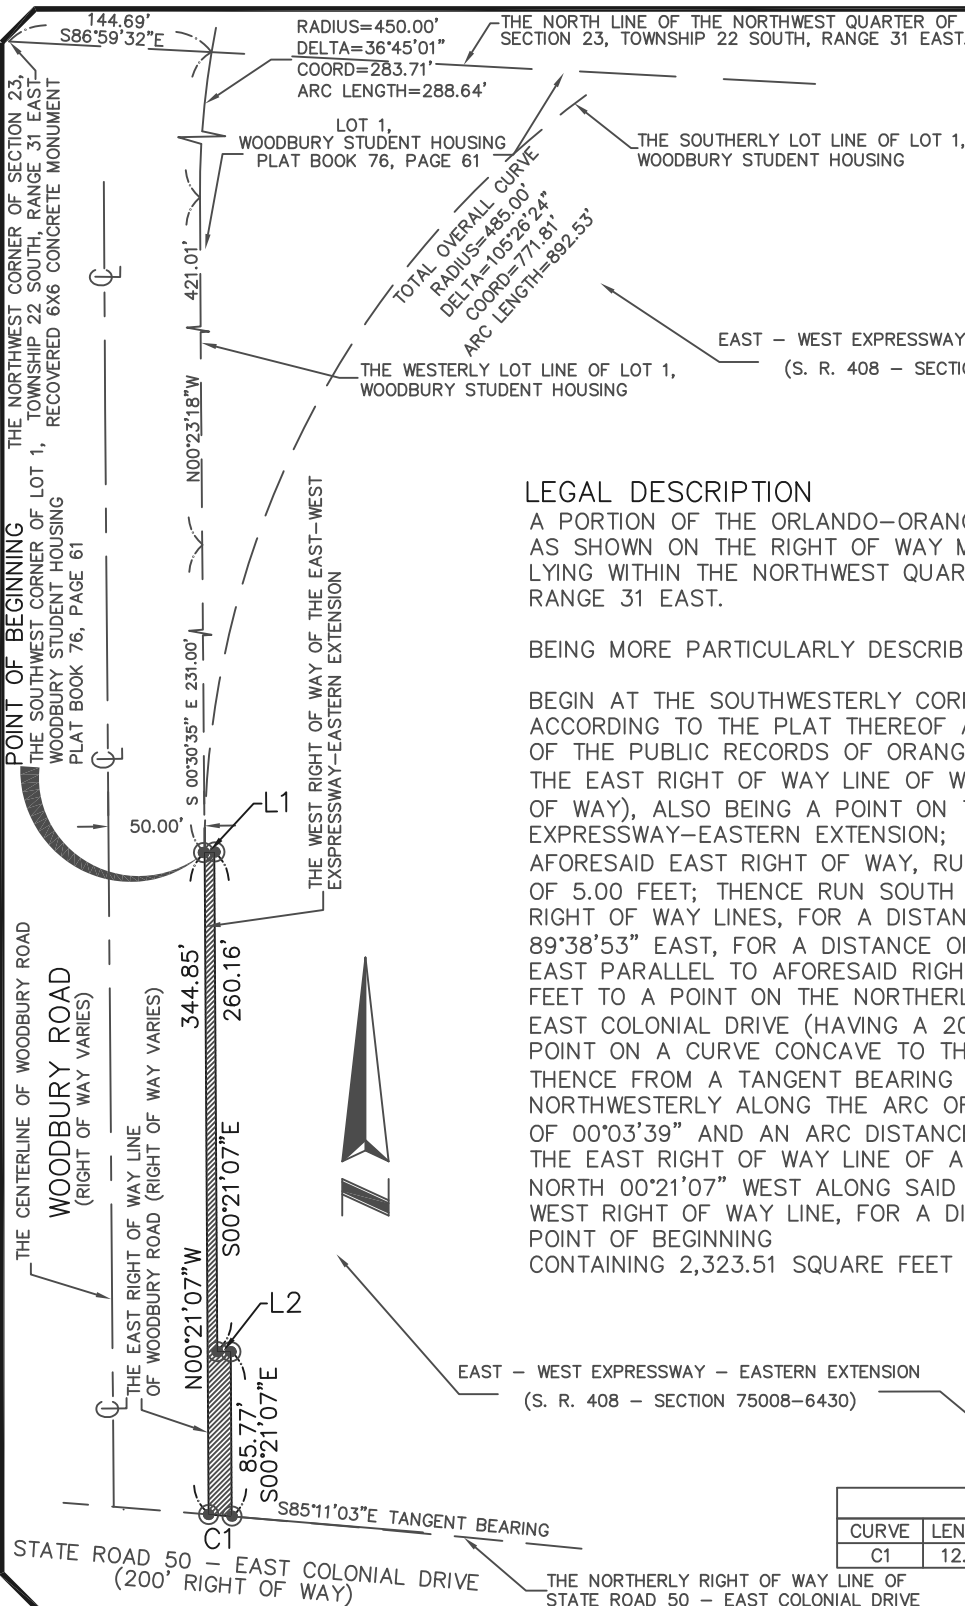 144.69'
S86°59'32"E
RADIUS=450.00'
DELTA=36°45'01"
COORD=283.71'
ARC LENGTH=288.64'
THE NORTH LINE OF THE NORTHWEST QUARTER OF
SECTION 23, TOWNSHIP 22 SOUTH, RANGE 31 EAST.
LOT 1,
WOODBURY STUDENT HOUSING
PLAT BOOK 76, PAGE 61
THE SOUTHERLY LOT LINE OF LOT 1,
WOODBURY STUDENT HOUSING
THE NORTHWEST CORNER OF SECTION 23,
TOWNSHIP 22 SOUTH, RANGE 31 EAST
RECOVERED 6X6 CONCRETE MONUMENT
TOTAL OVERALL CURVE
RADIUS=485.00'
DELTA=105°26'24"
COORD=771.81'
ARC LENGTH=892.53'
421.01'
N00°23'18"W
CL
EAST – WEST EXPRESSWAY
(S. R. 408 – SECTIO
THE WESTERLY LOT LINE OF LOT 1,
WOODBURY STUDENT HOUSING
POINT OF BEGINNING
THE SOUTHWEST CORNER OF LOT 1,
WOODBURY STUDENT HOUSING
PLAT BOOK 76, PAGE 61
S 00°30'35" E 231.00'
THE WEST RIGHT OF WAY OF THE EAST–WEST
EXSPRESSWAY–EASTERN EXTENSION
CL
50.00'
L1
LEGAL DESCRIPTION
A PORTION OF THE ORLANDO–ORANG
AS SHOWN ON THE RIGHT OF WAY M
LYING WITHIN THE NORTHWEST QUAR
RANGE 31 EAST.
BEING MORE PARTICULARLY DESCRIB
BEGIN AT THE SOUTHWESTERLY COR
ACCORDING TO THE PLAT THEREOF A
OF THE PUBLIC RECORDS OF ORANG
THE EAST RIGHT OF WAY LINE OF W
OF WAY), ALSO BEING A POINT ON T
EXPRESSWAY–EASTERN EXTENSION;
AFORESAID EAST RIGHT OF WAY, RU
OF 5.00 FEET; THENCE RUN SOUTH
RIGHT OF WAY LINES, FOR A DISTAN
89°38'53" EAST, FOR A DISTANCE O
EAST PARALLEL TO AFORESAID RIGH
FEET TO A POINT ON THE NORTHERL
EAST COLONIAL DRIVE (HAVING A 20
POINT ON A CURVE CONCAVE TO TH
THENCE FROM A TANGENT BEARING
NORTHWESTERLY ALONG THE ARC OF
OF 00°03'39" AND AN ARC DISTANCE
THE EAST RIGHT OF WAY LINE OF A
NORTH 00°21'07" WEST ALONG SAID
WEST RIGHT OF WAY LINE, FOR A DI
POINT OF BEGINNING
CONTAINING 2,323.51 SQUARE FEET
344.85'
260.16'
N00°21'07"W
S00°21'07"E
THE CENTERLINE OF WOODBURY ROAD
WOODBURY ROAD
(RIGHT OF WAY VARIES)
THE EAST RIGHT OF WAY LINE
OF WOODBURY ROAD (RIGHT OF WAY VARIES)
N
L2
CL
85.77'
S00°21'07"E
EAST – WEST EXPRESSWAY – EASTERN EXTENSION
(S. R. 408 – SECTION 75008–6430)
S85°11'03"E TANGENT BEARING
C1
STATE ROAD 50 – EAST COLONIAL DRIVE
(200' RIGHT OF WAY)
THE NORTHERLY RIGHT OF WAY LINE OF
STATE ROAD 50 – EAST COLONIAL DRIVE
CURVE LEN
C1 12.